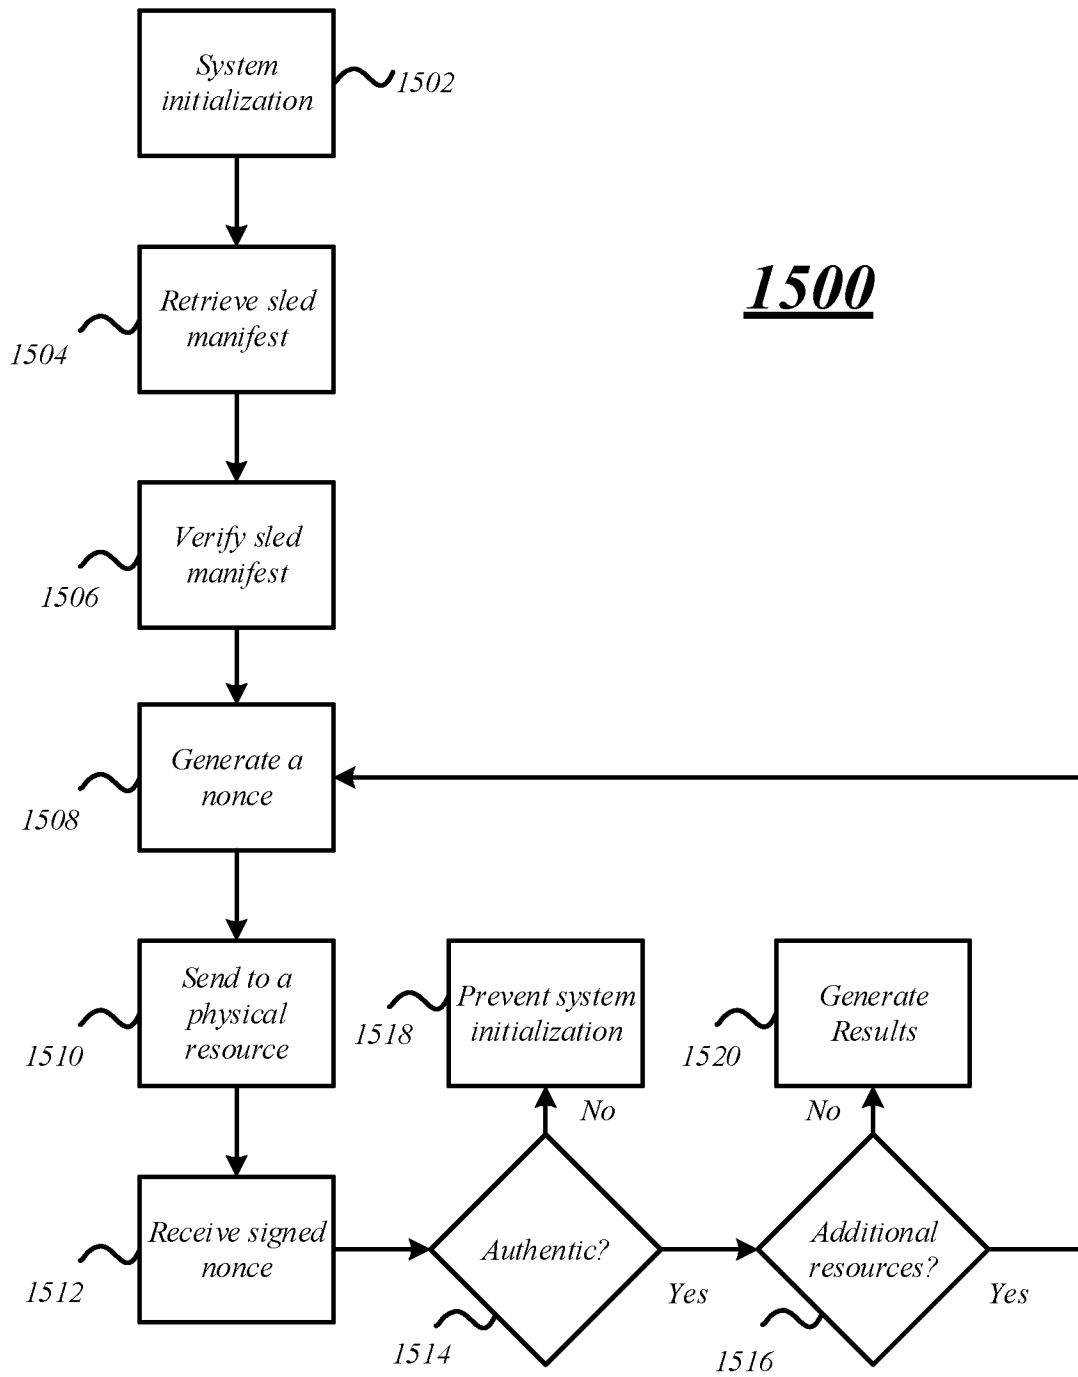 System
initialization
1502
Retrieve sled
manifest
1504
1500
Verify sled
manifest
1506
Generate a
nonce
1508
Send to a
physical
resource
1510
Prevent system
initialization
1518
Generate
Results
1520
No
No
Receive signed
nonce
1512
Authentic?
Yes
1514
Additional
resources?
Yes
1516